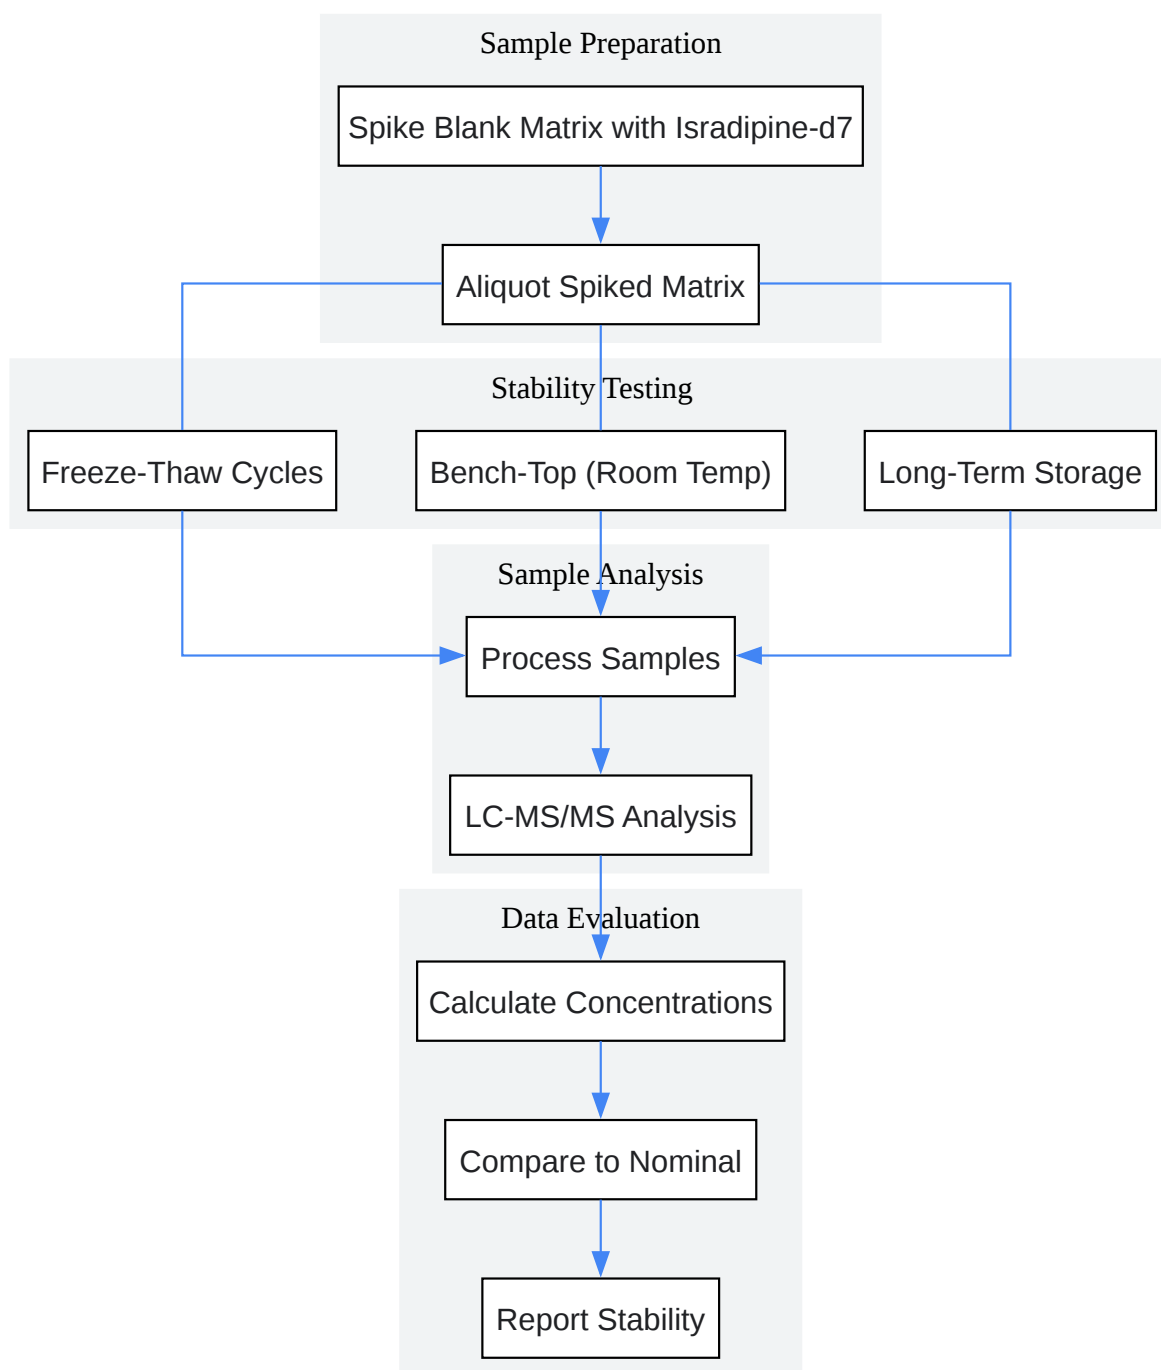 Sample Preparation
Spike Blank Matrix with Isradipine-d7
Aliquot Spiked Matrix
Stability Testing
Freeze-Thaw Cycles
Bench-Top (Room Temp)
Long-Term Storage
Sample Analysis
Process Samples
LC-MS/MS Analysis
Data Evaluation
Calculate Concentrations
Compare to Nominal
Report Stability